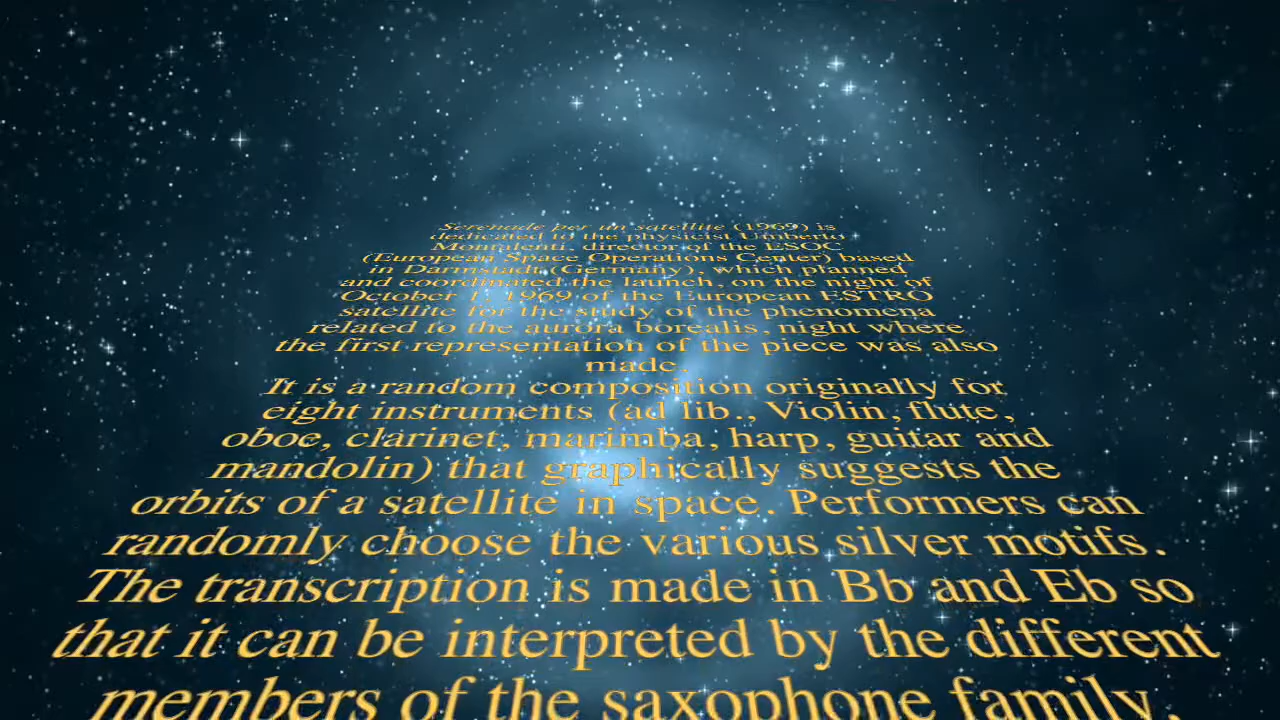 Serenade per un satellite (1969) is
dedicated to the physicist Umberto
Montalenti, director of the ESOC
(European Space Operations Center) based
in Darmstadt (Germany), which planned
and coordinated the launch, on the night of
October 1, 1969 of the European ESTRO
satellite for the study of the phenomena
related to the aurora borealis, night where
the first representation of the piece was also
made.
It is a random composition originally for
eight instruments (ad lib., Violin, flute,
oboe, clarinet, marimba, harp, guitar and
mandolin) that graphically suggests the
orbits of a satellite in space. Performers can
randomly choose the various silver motifs.
The transcription is made in Bb and Eb so
that it can be interpreted by the different
members of the saxophone family.